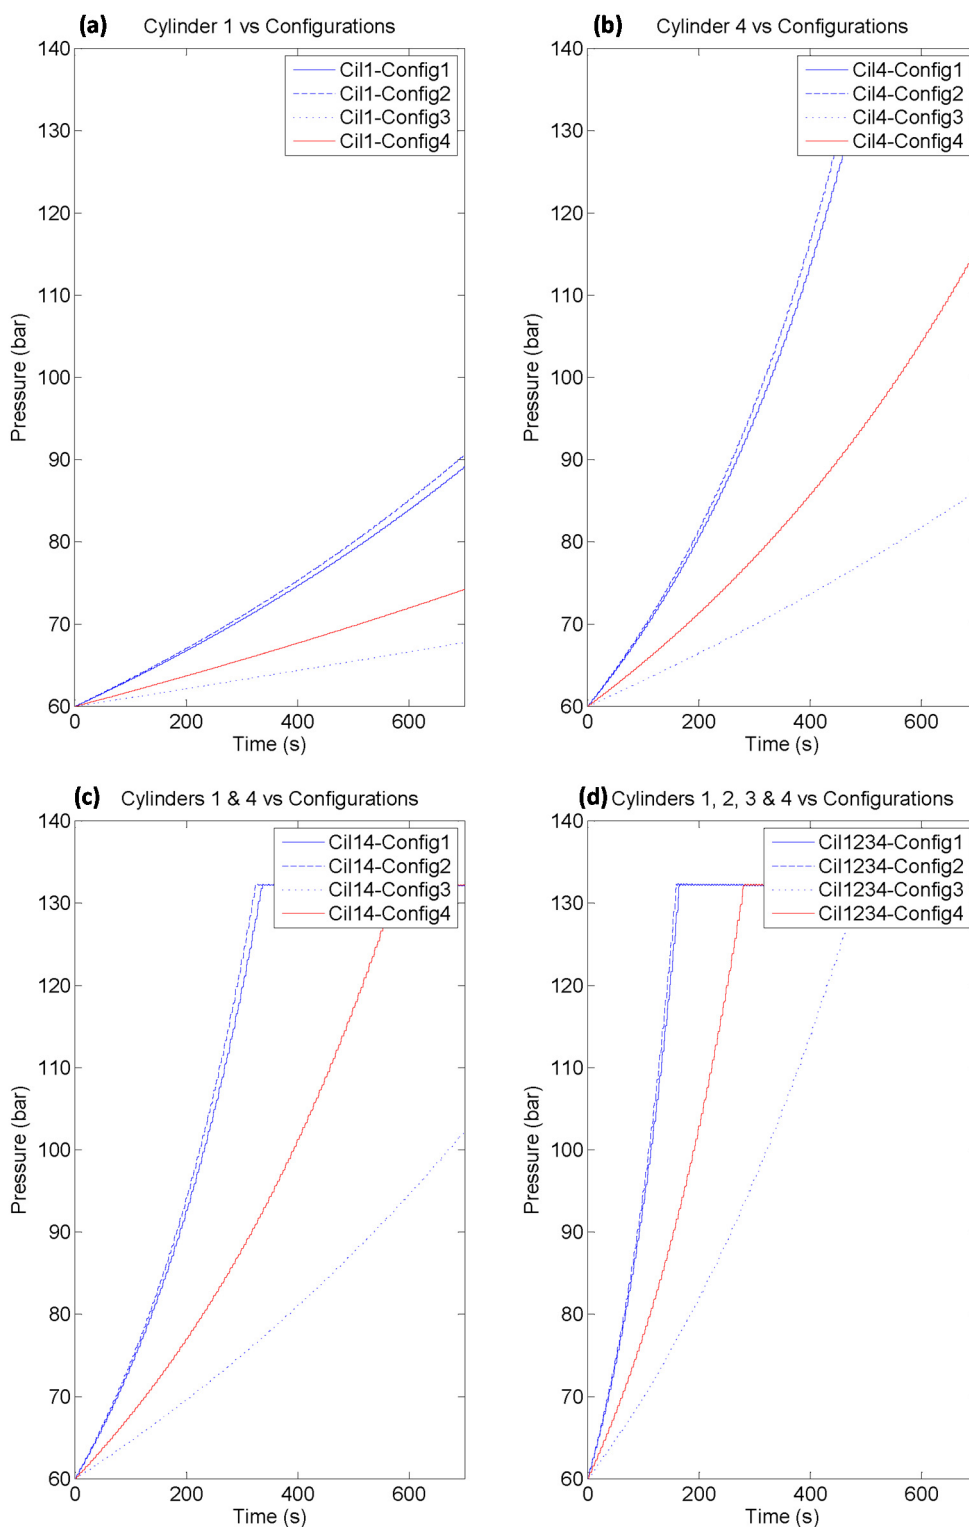 (a) Cylinder 1 vs Configurations
140
130
120
110
100
90
80
70
60
Pressure (bar)
Cil1-Config1
Cil1-Config2
Cil1-Config3
Cil1-Config4
0 200 400 600
Time (s)
(b) Cylinder 4 vs Configurations
140
130
120
110
100
90
80
70
60
Pressure (bar)
Cil4-Config1
Cil4-Config2
Cil4-Config3
Cil4-Config4
0 200 400 600
Time (s)
(c) Cylinders 1 & 4 vs Configurations
140
130
120
110
100
90
80
70
60
Pressure (bar)
Cil14-Config1
Cil14-Config2
Cil14-Config3
Cil14-Config4
0 200 400 600
Time (s)
(d) Cylinders 1, 2, 3 & 4 vs Configurations
140
130
120
110
100
90
80
70
60
Pressure (bar)
Cil1234-Config1
Cil1234-Config2
Cil1234-Config3
Cil1234-Config4
0 200 400 600
Time (s)